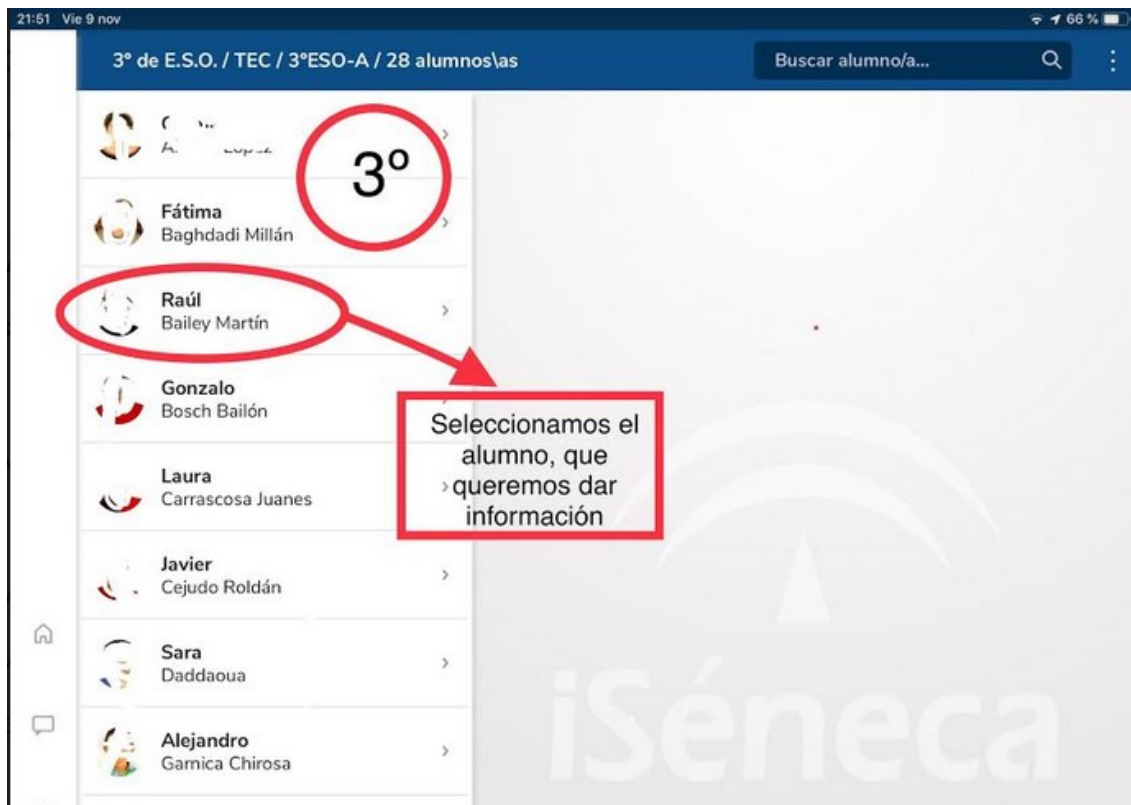 21:51 Vie 9 nov
66 %
3º de E.S.O. / TEC / 3ºESO-A / 28 alumnos\as
Buscar alumno/a...
3º
Fátima
Baghdadi Millán
Raúl
Bailey Martín
Gonzalo
Bosch Bailón
Seleccionamos el
alumno, que
queremos dar
información
Laura
Carrascosa Juanes
Javier
Cejudo Roldán
Sara
Daddaoua
Alejandro
Garnica Chirosa
iSéneca